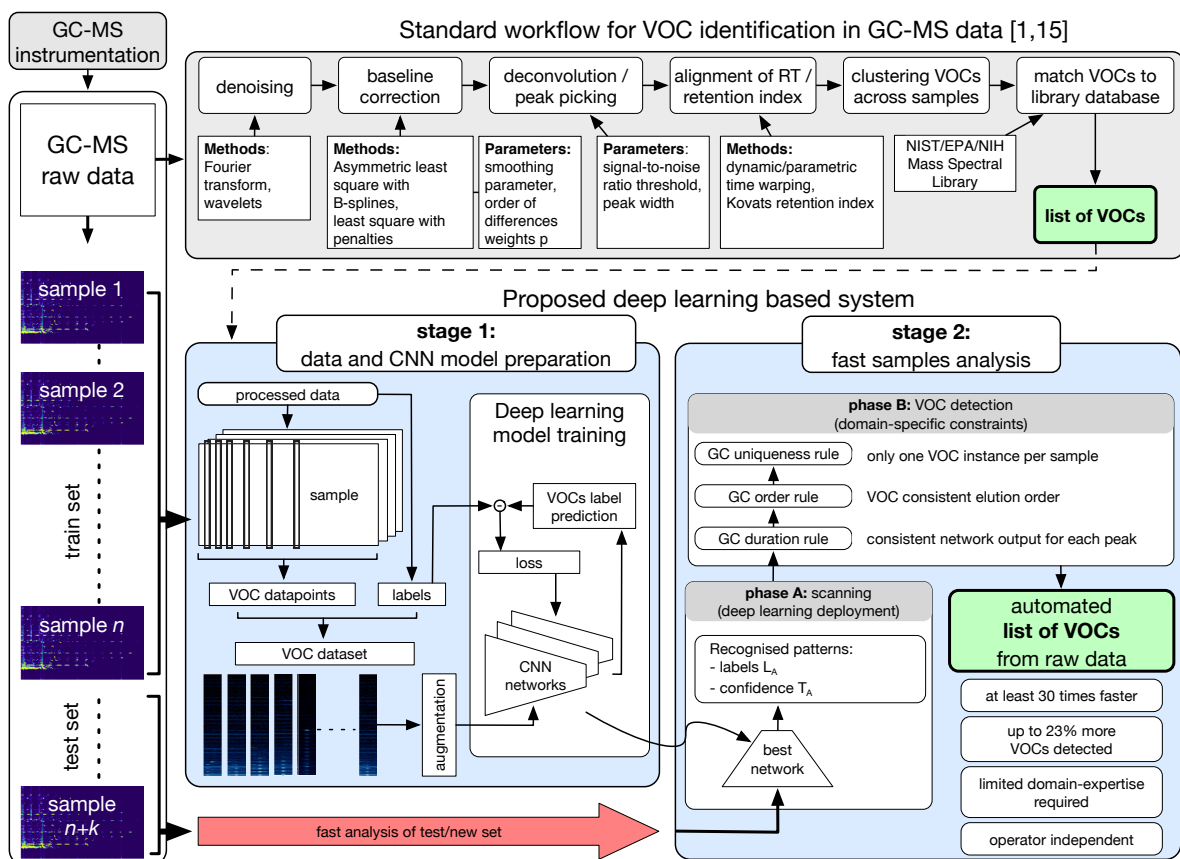 GC-MS
instrumentation
GC-MS
raw data
sample 1
sample 2
train set
sample n
test set
sample
n+k
Standard workflow for VOC identification in GC-MS data [1,15]
denoising
baseline
correction
deconvolution /
peak picking
alignment of RT /
retention index
clustering VOCs
across samples
match VOCs to
library database
Methods:
Fourier
transform,
wavelets
Methods:
Asymmetric least
square with
B-splines,
least square with
penalties
Parameters:
smoothing
parameter,
order of
differences
weights p
Parameters:
signal-to-noise
ratio threshold,
peak width
Methods:
dynamic/parametric
time warping,
Kovats retention index
NIST/EPA/NIH
Mass Spectral
Library
list of VOCs
Proposed deep learning based system
stage 1:
data and CNN model preparation
processed data
sample
VOC datapoints
labels
VOC dataset
augmentation
Deep learning
model training
VOCs label
prediction
loss
CNN
networks
stage 2:
fast samples analysis
phase B: VOC detection
(domain-specific constraints)
GC uniqueness rule
only one VOC instance per sample
GC order rule
VOC consistent elution order
GC duration rule
consistent network output for each peak
phase A: scanning
(deep learning deployment)
Recognised patterns:
- labels L_A
- confidence T_A
best
network
automated
list of VOCs
from raw data
at least 30 times faster
up to 23% more
VOCs detected
limited domain-expertise
required
operator independent
fast analysis of test/new set